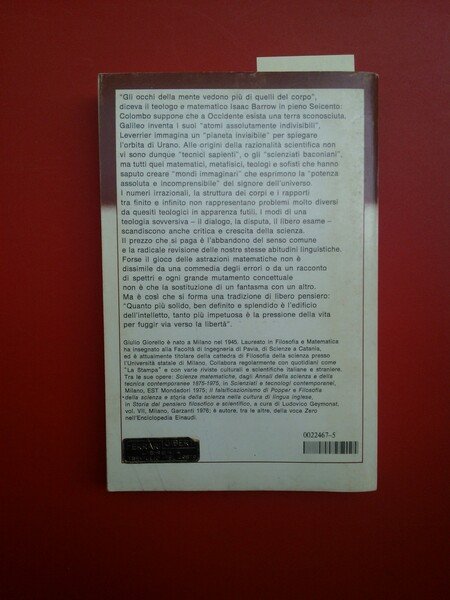 "Gli occhi della mente vedono più di quelli del corpo",
diceva il teologo e matematico Isaac Barrow in pieno Seicento:
Colombo suppone che a Occidente esista una terra sconosciuta,
Galileo inventa i suoi "atomi assolutamente indivisibili",
Leverrier immagina un "pianeta invisibile" per spiegare
l'orbita di Urano. Alle origini della razionalità scientifica non
vi sono dunque "tecnici sapienti", o gli "scienziati baconiani",
ma tutti quei matematici, metafisici, teologi e sofisti che hanno
saputo creare "mondi immaginari" che esprimono la "potenza
assoluta e incomprensibile" del signore dell'universo.
I numeri irrazionali, la struttura dei corpi e i rapporti
tra finito e infinito non rappresentano problemi molto diversi
da quesiti teologici in apparenza futili. I modi di una
teologia sovversiva – il dialogo, la disputa, il libero esame –
scandiscono anche critica e crescita della scienza.
Il prezzo che si paga è l'abbandono del senso comune
e la radicale revisione delle nostre stesse abitudini linguistiche.
Forse il gioco delle astrazioni matematiche non è
dissimile da una commedia degli errori o da un racconto
di spettri e ogni grande mutamento concettuale
non è che la sostituzione di un fantasma con un altro.
Ma è così che si forma una tradizione di libero pensiero:
"Quanto più solido, ben definito e splendido è l'edificio
dell'intelletto, tanto più impetuosa è la pressione della vita
per fuggir via verso la libertà".
Giulio Giorello è nato a Milano nel 1945. Laureato in Filosofia e Matematica
ha insegnato alla Facoltà di Ingegneria di Pavia, di Scienze a Catania,
ed è attualmente titolare della cattedra di Filosofia della scienza presso
l'Università statale di Milano. Collabora regolarmente con quotidiani come
"La Stampa" e con varie riviste culturali e scientifiche italiane e straniere.
Tra le sue opere: Scienze matematiche, dagli Annali della scienza e della
tecnica contemporanee 1875-1975, in Scienziati e tecnologi contemporanei,
Milano, EST Mondadori 1975; Il falsificazionismo di Popper e Filosofia
della scienza e storia della scienza nella cultura di lingua inglese,
in Storia del pensiero filosofico e scientifico, a cura di Ludovico Geymonat,
vol. VII, Milano, Garzanti 1976; è autore, tra le altre, della voce Zero
nell'Enciclopedia Einaudi.
0022467-5